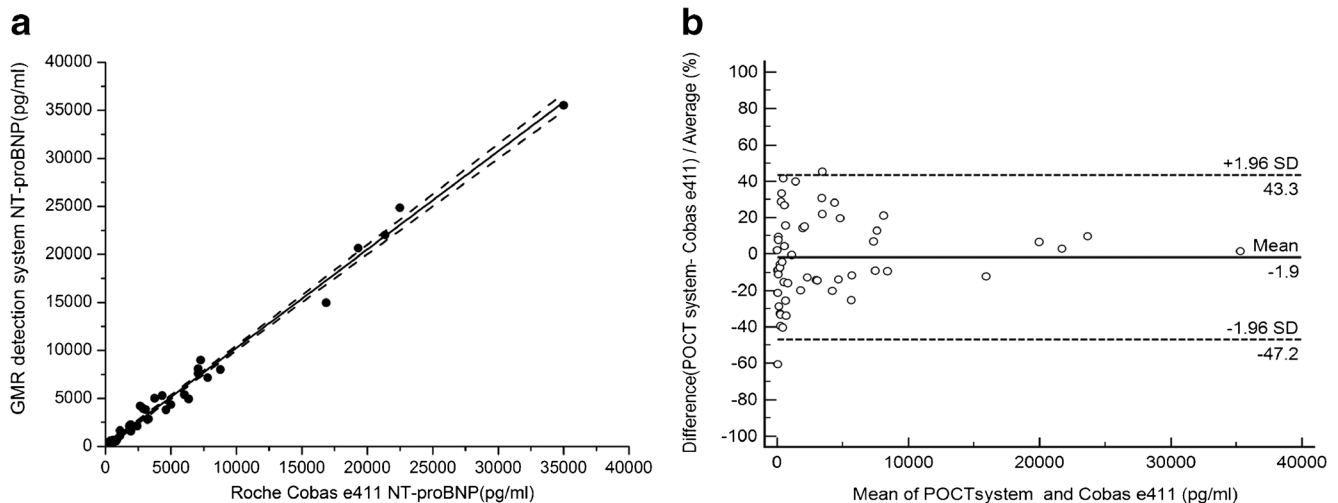 a
40000
35000
30000
25000
20000
15000
10000
5000
0
GMR detection system NT-proBNP(pg/ml)
0 5000 10000 15000 20000 25000 30000 35000 40000
Roche Cobas e411 NT-proBNP(pg/ml)
b
100
80
60
40
20
0
-20
-40
-60
-80
-100
Difference(POCT system- Cobas e411) / Average (%)
+1.96 SD
43.3
Mean
-1.9
-1.96 SD
-47.2
0 10000 20000 30000 40000
Mean of POCTsystem and Cobas e411 (pg/ml)